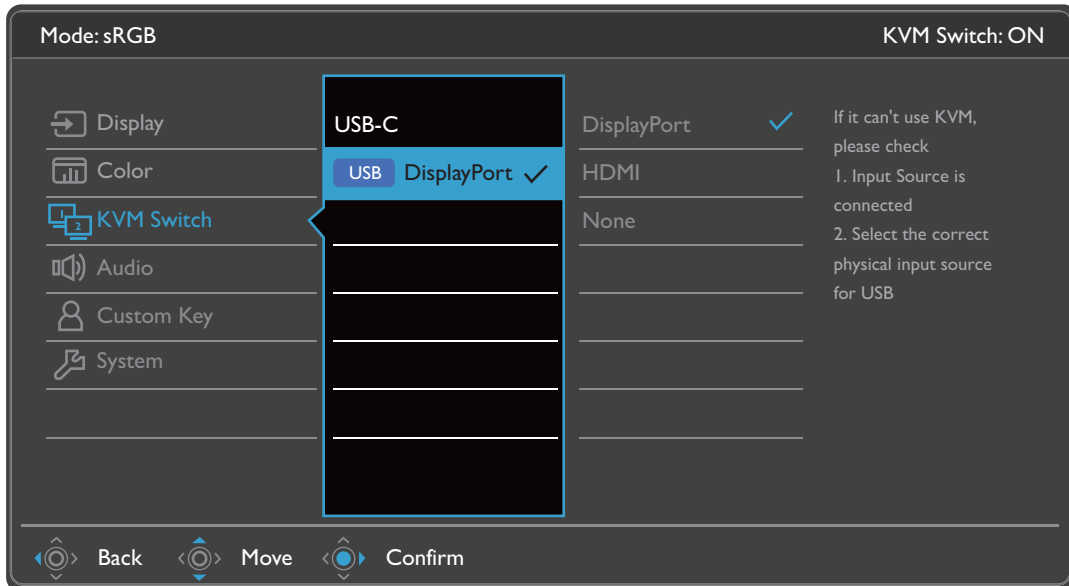 Mode: sRGB
KVM Switch: ON
Display
Color
1
2
KVM Switch
Audio
Custom Key
System
USB-C
USB DisplayPort
DisplayPort
HDMI
None
If it can't use KVM,
please check
1. Input Source is
connected
2. Select the correct
physical input source
for USB
Back
Move
Confirm